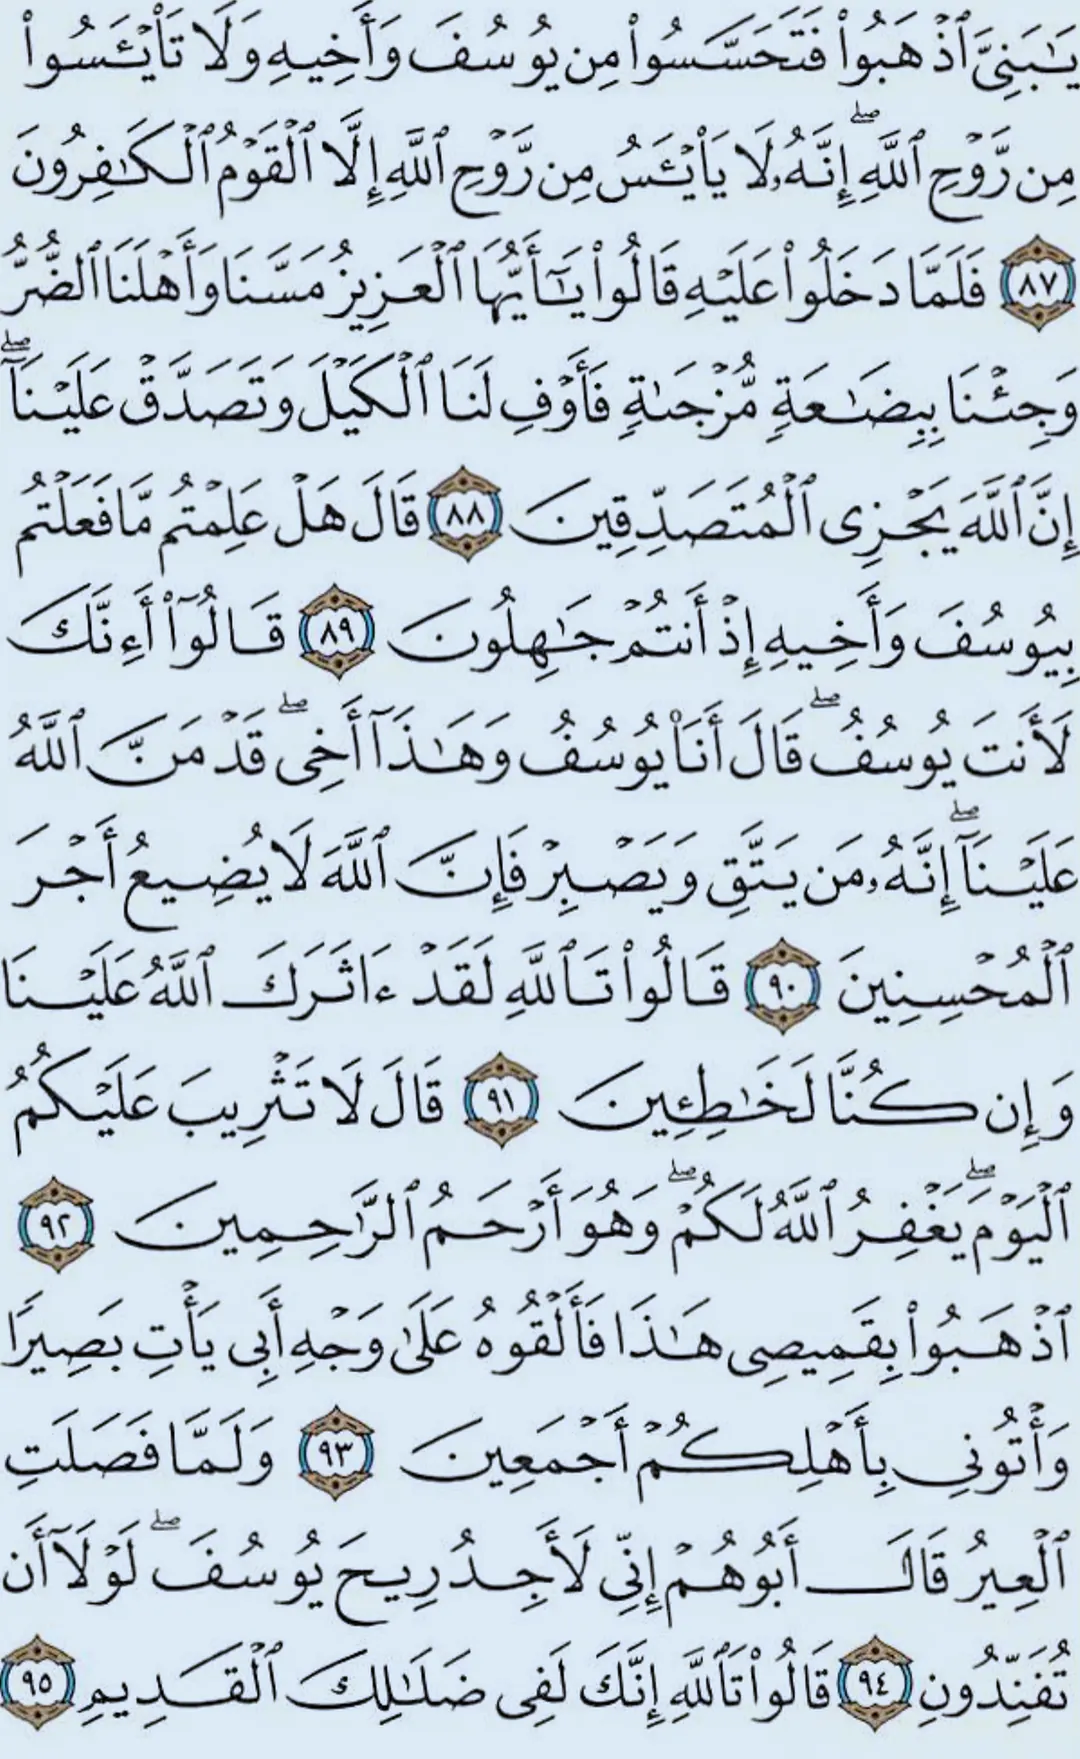 يَٰبَنِيَّ ٱذْهَبُوا۟ فَتَحَسَّسُوا۟ مِن يُوسُفَ وَأَخِيهِ وَلَا تَا۟يْـَٔسُوا۟
مِن رَّوْحِ ٱللَّهِ ۖ إِنَّهُۥ لَا يَا۟يْـَٔسُ مِن رَّوْحِ ٱللَّهِ إِلَّا ٱلْقَوْمُ ٱلْكَٰفِرُونَ
٨٧ فَلَمَّا دَخَلُوا۟ عَلَيْهِ قَالُوا۟ يَٰٓأَيُّهَا ٱلْعَزِيزُ مَسَّنَا وَأَهْلَنَا ٱلضُّرُّ
وَجِئْنَا بِبِضَٰعَةٍ مُّزْجَىٰةٍ فَأَوْفِ لَنَا ٱلْكَيْلَ وَتَصَدَّقْ عَلَيْنَآ ۖ
إِنَّ ٱللَّهَ يَجْزِى ٱلْمُتَصَدِّقِينَ ٨٨ قَالَ هَلْ عَلِمْتُم مَّا فَعَلْتُم
بِيُوسُفَ وَأَخِيهِ إِذْ أَنتُمْ جَٰهِلُونَ ٨٩ قَالُوٓا۟ أَءِنَّكَ
لَأَنتَ يُوسُفُ ۖ قَالَ أَنَا۠ يُوسُفُ وَهَٰذَآ أَخِى ۖ قَدْ مَنَّ ٱللَّهُ
عَلَيْنَآ ۖ إِنَّهُۥ مَن يَتَّقِ وَيَصْبِرْ فَإِنَّ ٱللَّهَ لَا يُضِيعُ أَجْرَ
ٱلْمُحْسِنِينَ ٩٠ قَالُوا۟ تَٱللَّهِ لَقَدْ ءَاثَرَكَ ٱللَّهُ عَلَيْنَا
وَإِن كُنَّا لَخَٰطِـِٔينَ ٩١ قَالَ لَا تَثْرِيبَ عَلَيْكُمُ
ٱلْيَوْمَ ۖ يَغْفِرُ ٱللَّهُ لَكُمْ ۖ وَهُوَ أَرْحَمُ ٱلرَّٰحِمِينَ ٩٢
ٱذْهَبُوا۟ بِقَمِيصِى هَٰذَا فَأَلْقُوهُ عَلَىٰ وَجْهِ أَبِى يَأْتِ بَصِيرًا
وَأْتُونِى بِأَهْلِكُمْ أَجْمَعِينَ ٩٣ وَلَمَّا فَصَلَتِ
ٱلْعِيرُ قَالَ أَبُوهُمْ إِنِّى لَأَجِدُ رِيحَ يُوسُفَ ۖ لَوْلَآ أَن
تُفَنِّدُونِ ٩٤ قَالُوا۟ تَٱللَّهِ إِنَّكَ لَفِى ضَلَٰلِكَ ٱلْقَدِيمِ ٩٥